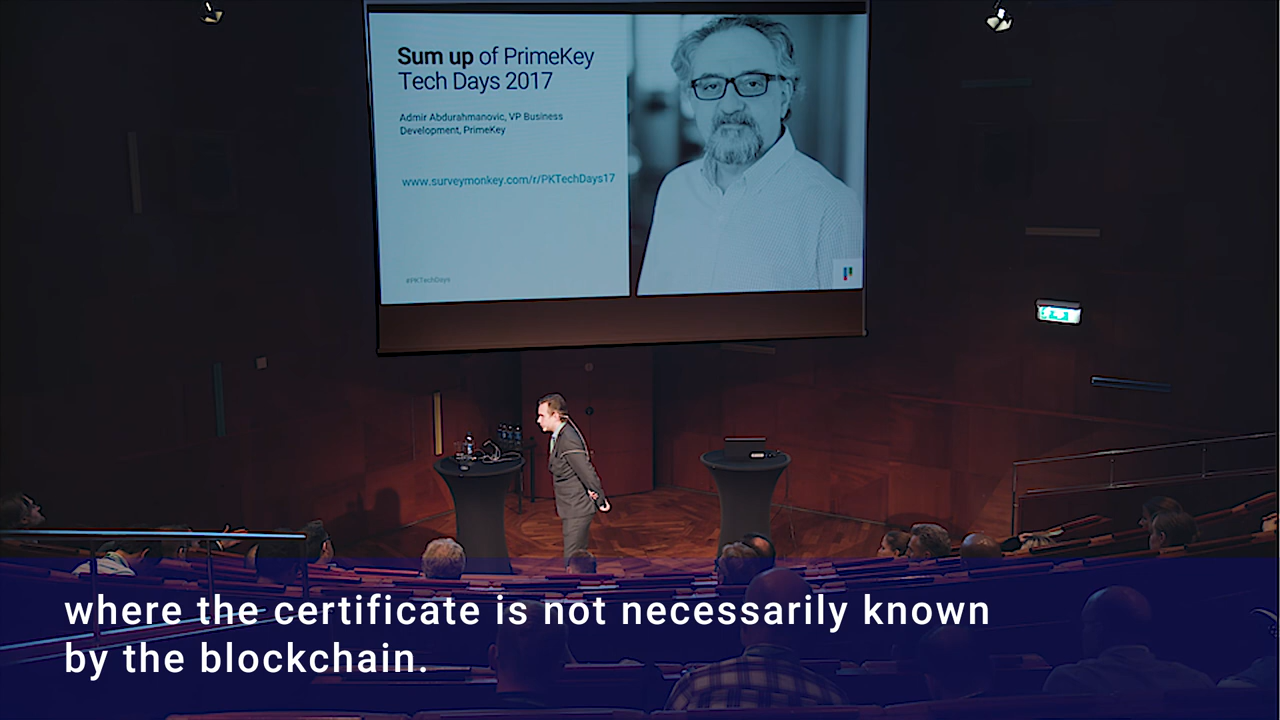 Sum up of PrimeKey
Tech Days 2017
Admir Abdurahmanovic, VP Business
Development, PrimeKey
www.surveymonkey.com/r/PKTechDays17
#PKTechDays
where the certificate is not necessarily known
by the blockchain.